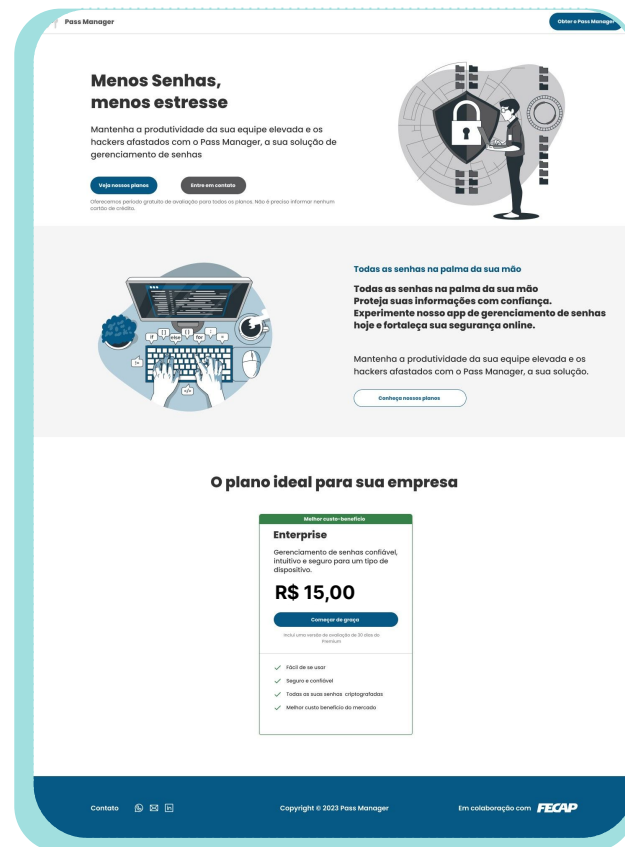 Pass Manager
Obter o Pass Manager
Menos Senhas,
menos estresse
Mantenha a produtividade da sua equipe elevada e os
hackers afastados com o Pass Manager, a sua solução de
gerenciamento de senhas
Veja nossos planos
Entre em contato
Oferecemos período gratuito de avaliação para todos os planos. Não é preciso informar nenhum
cartão de crédito.
Todas as senhas na palma da sua mão
Todas as senhas na palma da sua mão
Proteja suas informações com confiança.
Experimente nosso app de gerenciamento de senhas
hoje e fortaleça sua segurança online.
if
[]
else
{}
for
;
=
!=
</>
Mantenha a produtividade da sua equipe elevada e os
hackers afastados com o Pass Manager, a sua solução.
Conheça nossos planos
O plano ideal para sua empresa
Melhor custo-benefício
Enterprise
Gerenciamento de senhas confiável,
intuitivo e seguro para um tipo de
dispositivo.
R$ 15,00
Começar de graça
Inclui uma versão de avaliação de 30 dias do
Premium
Fácil de se usar
Seguro e confiável
Todas as suas senhas criptografadas
Melhor custo benefício do mercado
Contato
in
Copyright © 2023 Pass Manager
Em colaboração com FECAP